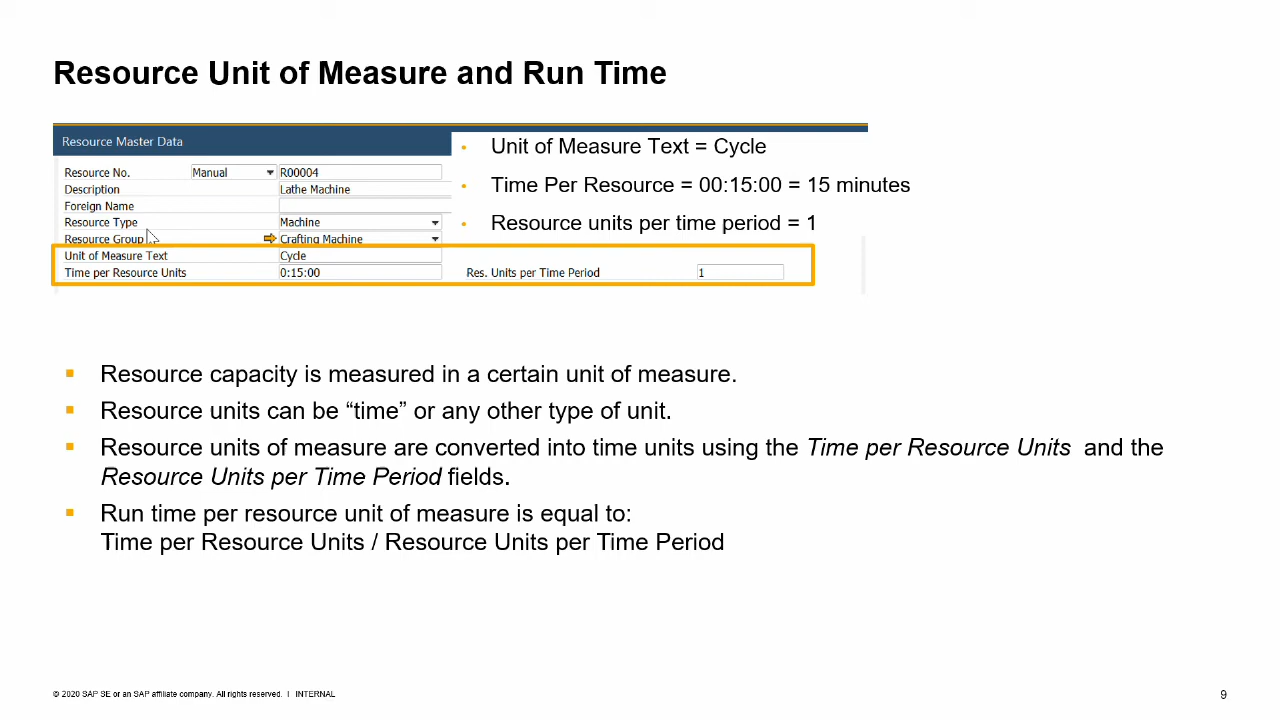 Resource Unit of Measure and Run Time
Resource Master Data
Resource No. Manual R00004
Description Lathe Machine
Foreign Name
Resource Type Machine
Resource Group Crafting Machine
Unit of Measure Text Cycle
Time per Resource Units 0:15:00 Res. Units per Time Period 1
• Unit of Measure Text = Cycle
• Time Per Resource = 00:15:00 = 15 minutes
• Resource units per time period = 1
▪ Resource capacity is measured in a certain unit of measure.
▪ Resource units can be “time” or any other type of unit.
▪ Resource units of measure are converted into time units using the Time per Resource Units and the
Resource Units per Time Period fields.
▪ Run time per resource unit of measure is equal to:
Time per Resource Units / Resource Units per Time Period
© 2020 SAP SE or an SAP affiliate company. All rights reserved. ǀ INTERNAL
9